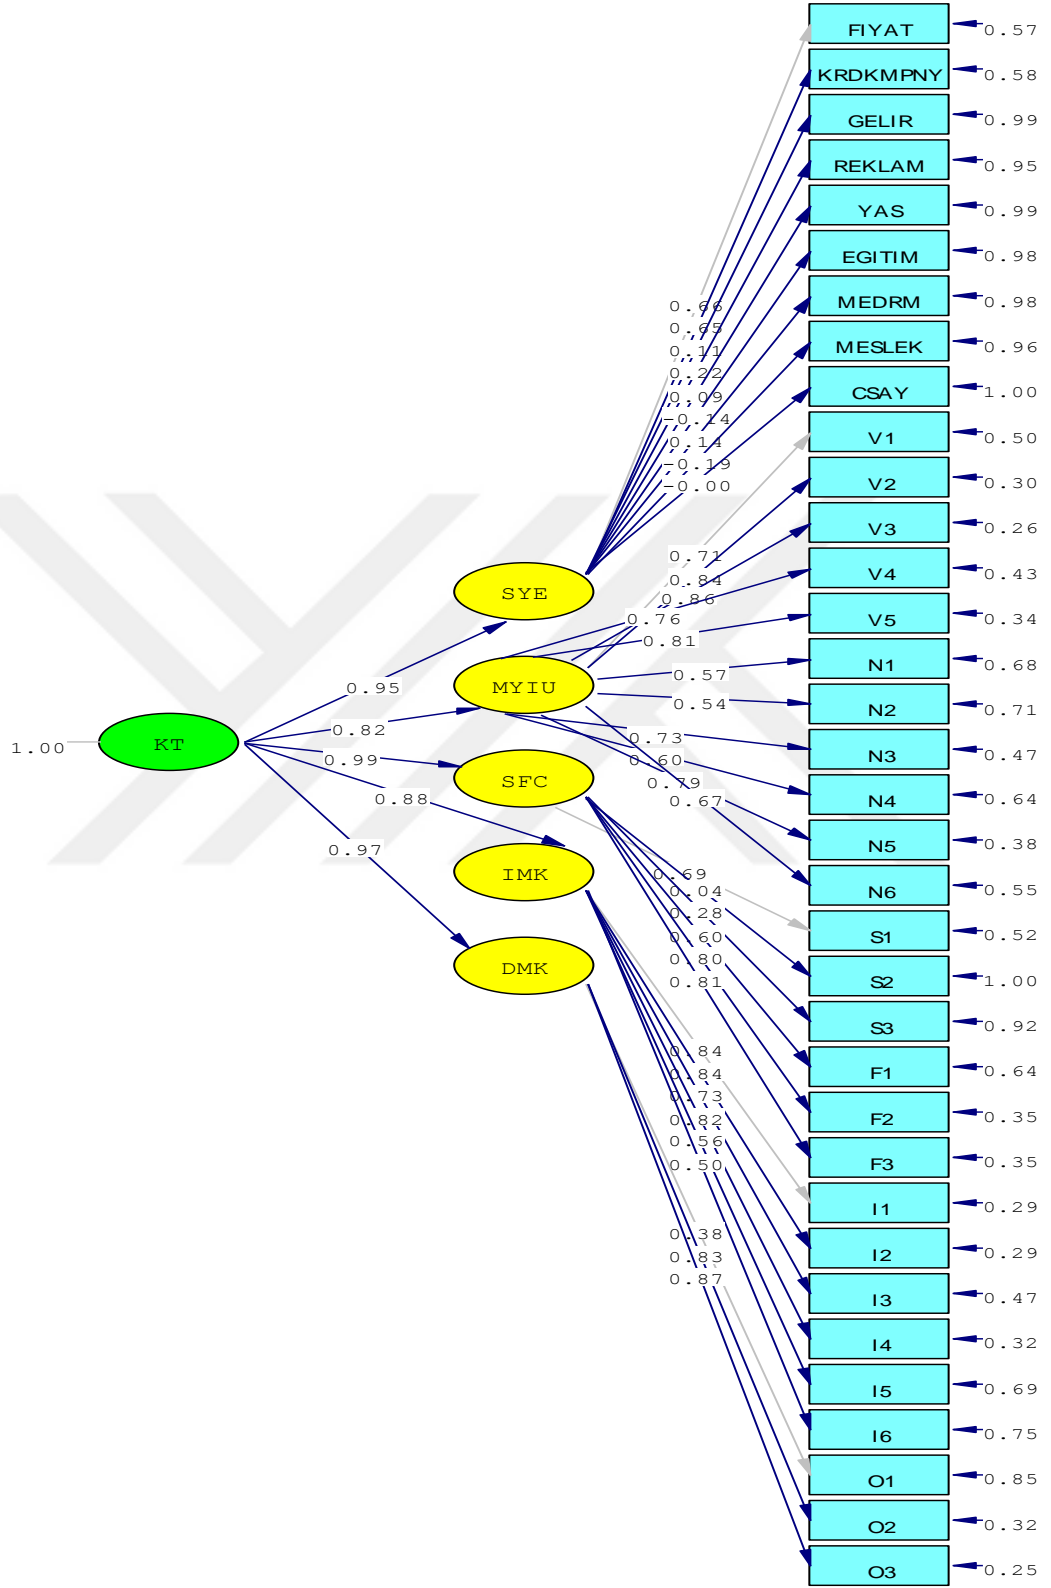 FIYAT 0.57
KRDKMPNY 0.58
GELIR 0.99
REKLAM 0.95
YAS 0.99
EGITIM 0.98
MEDRM 0.98
MESLEK 0.96
CSAY 1.00
V1 0.50
V2 0.30
V3 0.26
V4 0.43
V5 0.34
N1 0.68
N2 0.71
N3 0.47
N4 0.64
N5 0.38
N6 0.55
S1 0.52
S2 1.00
S3 0.92
F1 0.64
F2 0.35
F3 0.35
I1 0.29
I2 0.29
I3 0.47
I4 0.32
I5 0.69
I6 0.75
O1 0.85
O2 0.32
O3 0.25
0.66
0.65
0.11
0.22
0.09
-0.14
0.14
-0.19
-0.00
0.71
0.84
0.86
0.76
0.81
0.57
0.54
0.73
0.60
0.79
0.67
0.69
0.04
0.28
0.60
0.80
0.81
0.84
0.84
0.73
0.82
0.56
0.50
0.38
0.83
0.87
SYE
MYIU
SFC
IMK
DMK
0.95
0.82
0.99
0.88
0.97
1.00 KT